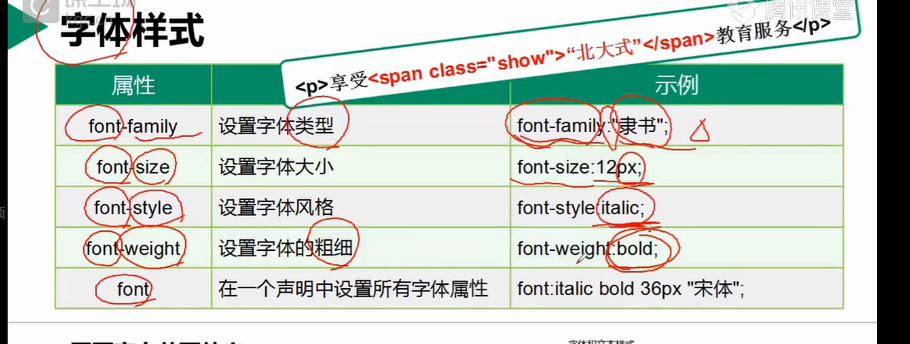 腾讯课堂
字体样式
<p>享受<span class="show">“北大式”</span>教育服务</p>
属性 示例
font-family 设置字体类型 font-family:"隶书";
font-size 设置字体大小 font-size:12px;
font-style 设置字体风格 font-style:italic;
font-weight 设置字体的粗细 font-weight:bold;
font 在一个声明中设置所有字体属性 font:italic bold 36px "宋体";